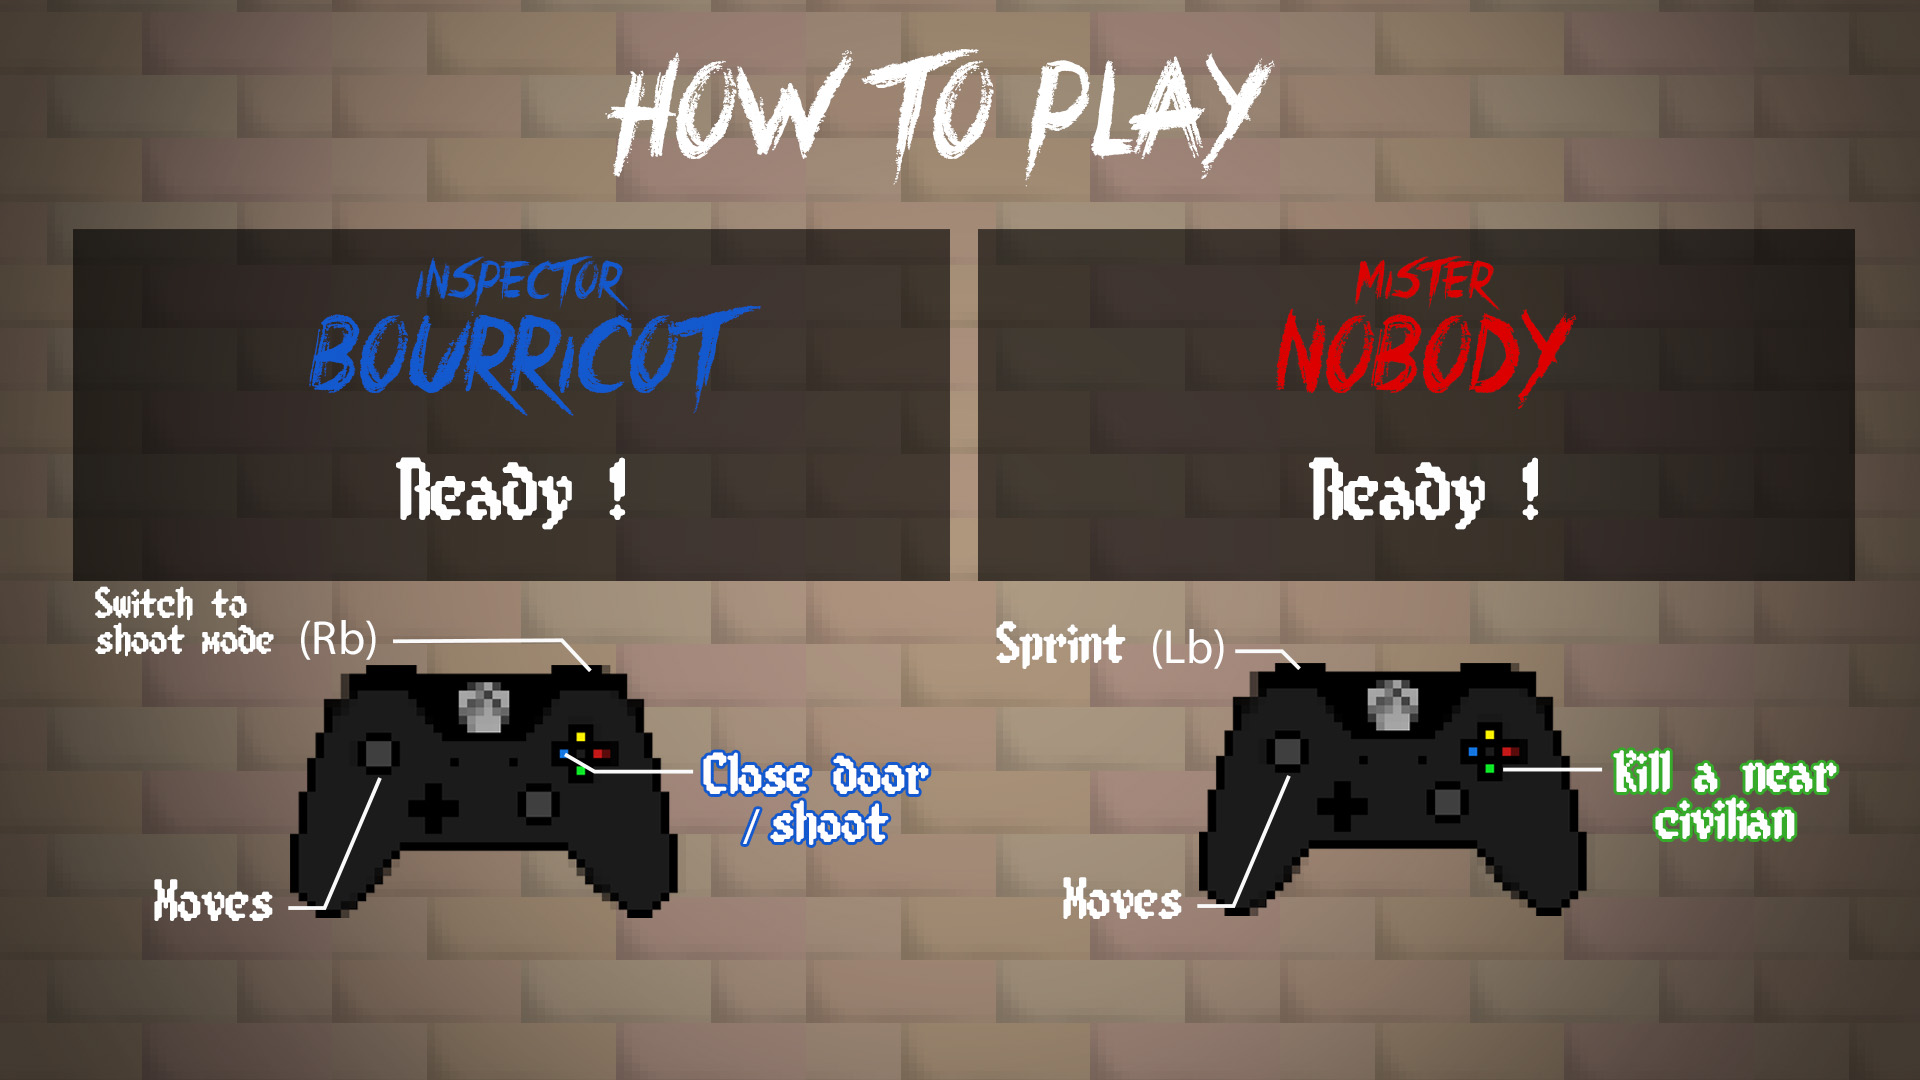 HOW TO PLAY
INSPECTOR
BOURRICOT
Ready !
MISTER
NOBODY
Ready !
Switch to
shoot mode (Rb)
Close door
/ shoot
Moves
Sprint (Lb)
Kill a near
civilian
Moves